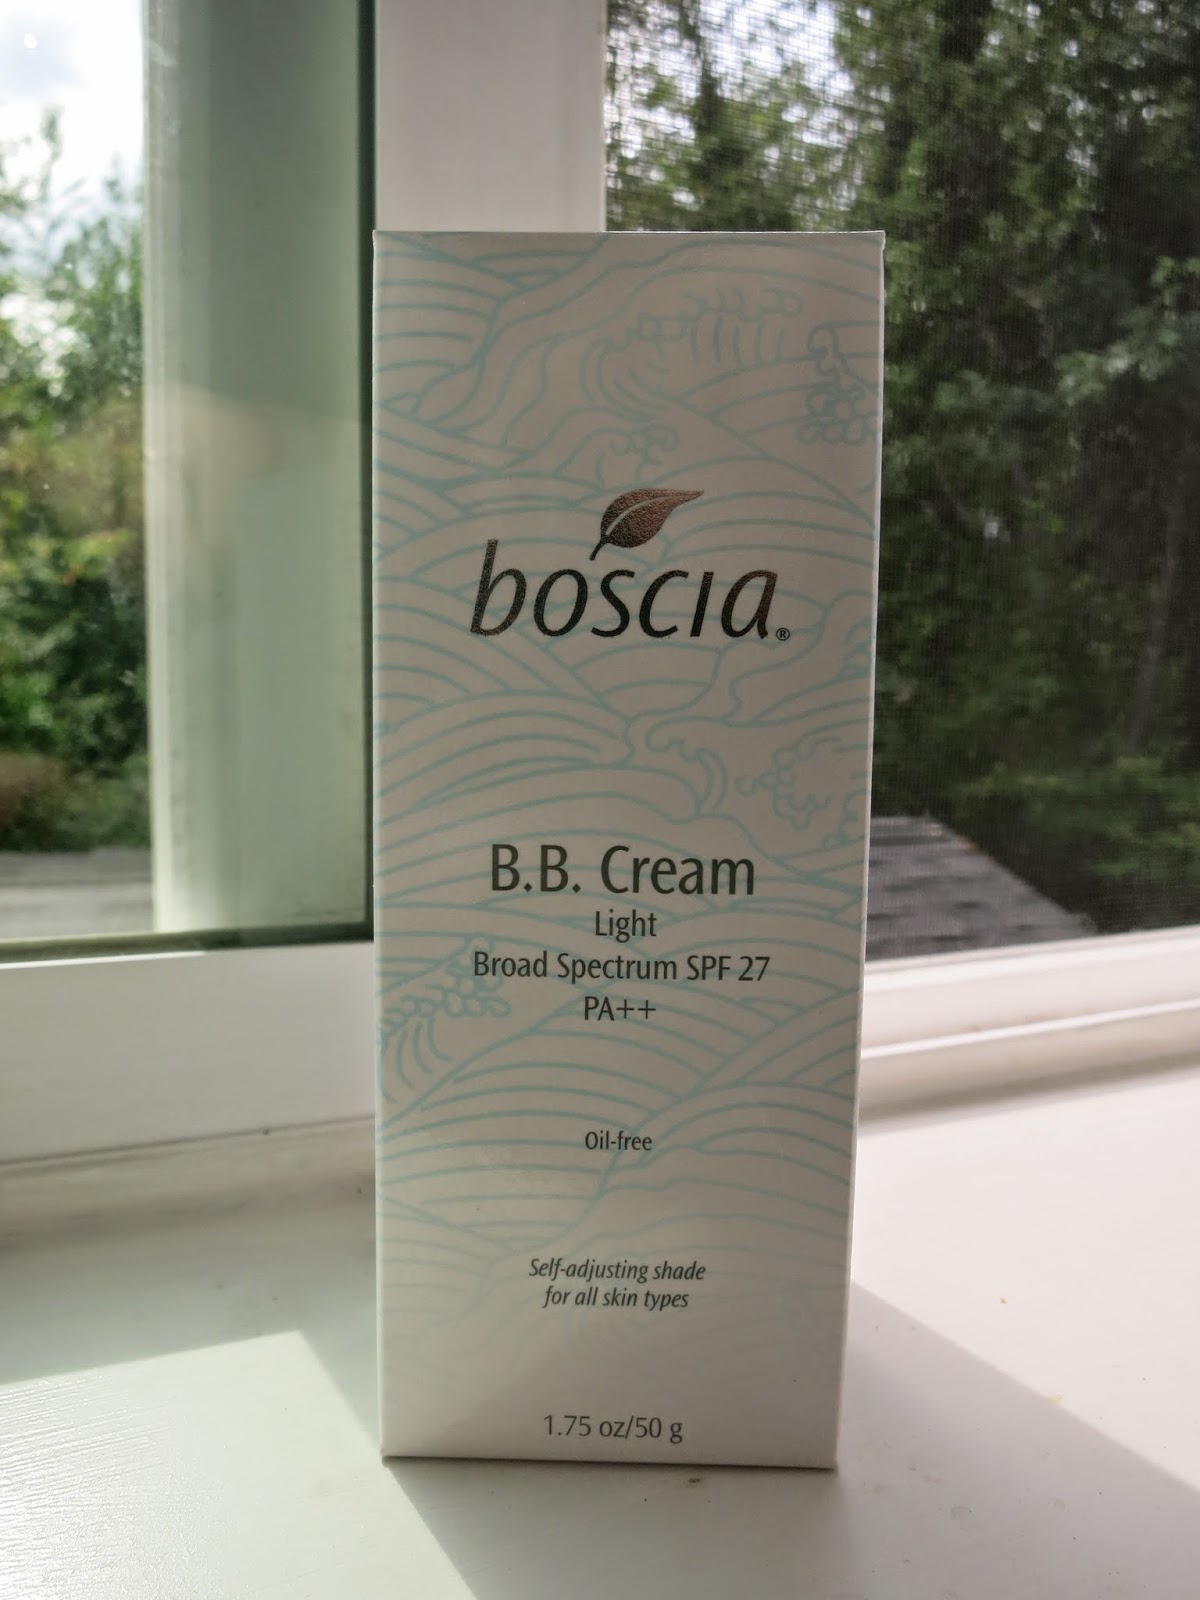 boscia®
B.B. Cream
Light
Broad Spectrum SPF 27
PA++
Oil-free
Self-adjusting shade
for all skin types
1.75 oz/50 g